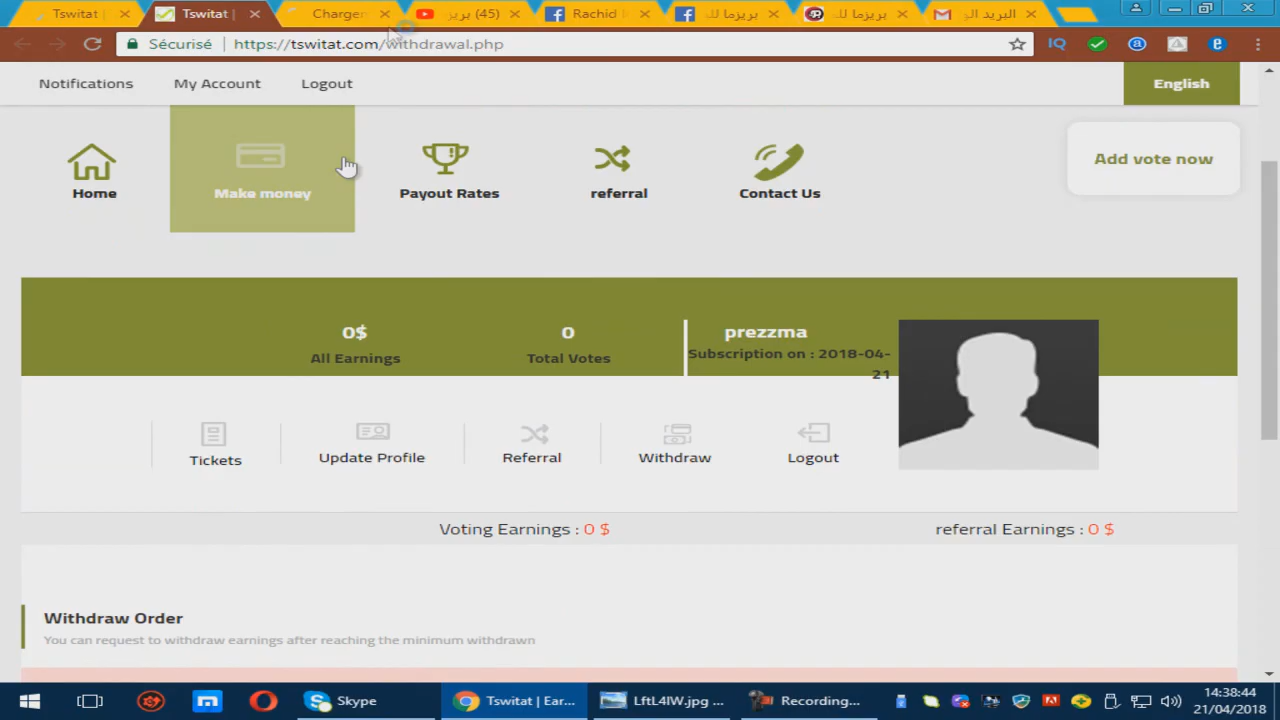 Tswitat |
Tswitat |
Chargen
(45) بريز
Rachid
بريزما لك
بريزما لك
البريد ال
Sécurisé
https://tswitat.com/withdrawal.php
IQ
Notifications
My Account
Logout
English
Home
Make money
Payout Rates
referral
Contact Us
Add vote now
0$
All Earnings
0
Total Votes
prezzma
Subscription on : 2018-04-
21
Tickets
Update Profile
Referral
Withdraw
Logout
Voting Earnings : 0 $
referral Earnings : 0 $
Withdraw Order
You can request to withdraw earnings after reaching the minimum withdrawn
Skype
Tswitat | Ear...
LftL4IW.jpg ...
Recording...
14:38:44
21/04/2018